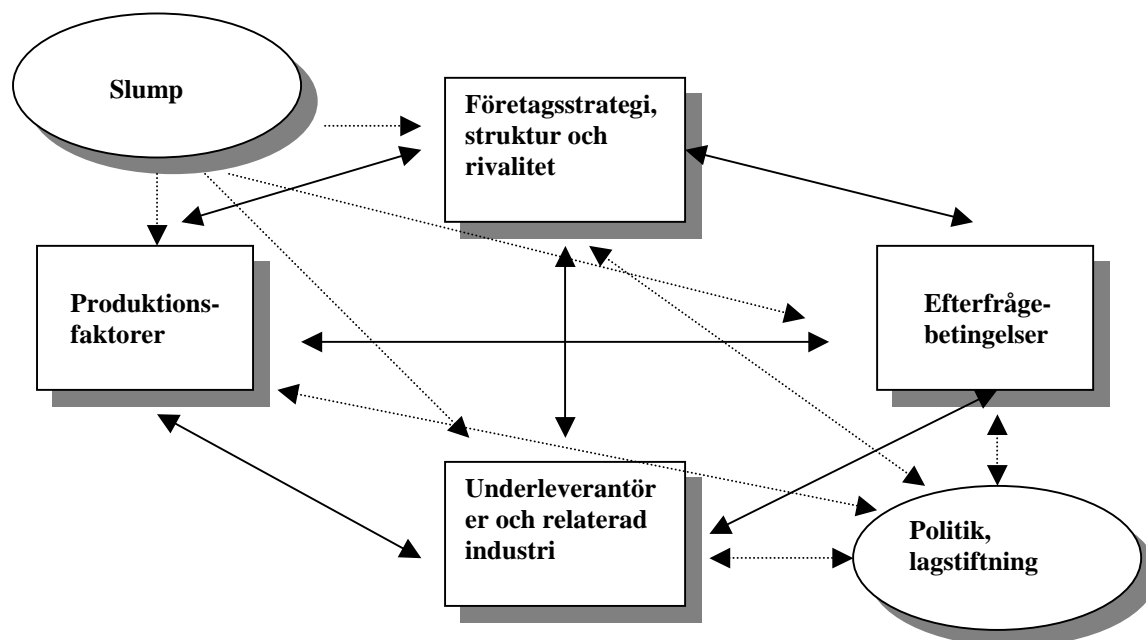 Slump
Företagsstrategi,
struktur och
rivalitet
Produktions-
faktorer
Efterfråge-
betingelser
Underleverantör
er och relaterad
industri
Politik,
lagstiftning